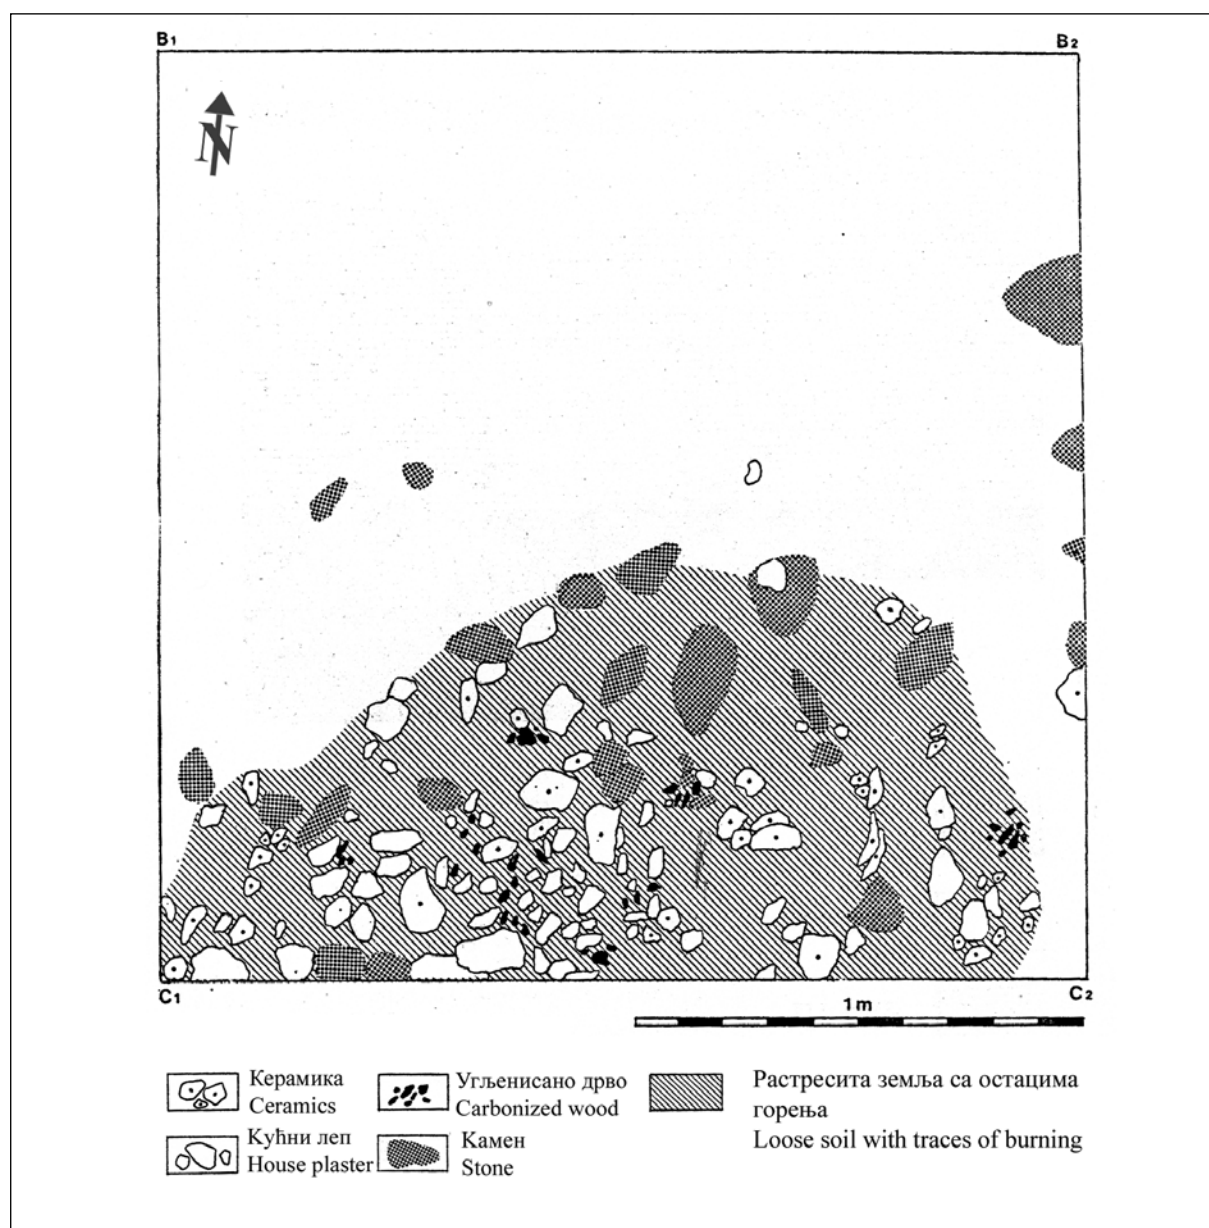 B1
B2
N
C1
C2
1m
Керамика
Ceramics
Угљенисано дрво
Carbonized wood
Растресита земља са остацима
горења
Loose soil with traces of burning
Кућни леп
House plaster
Камен
Stone